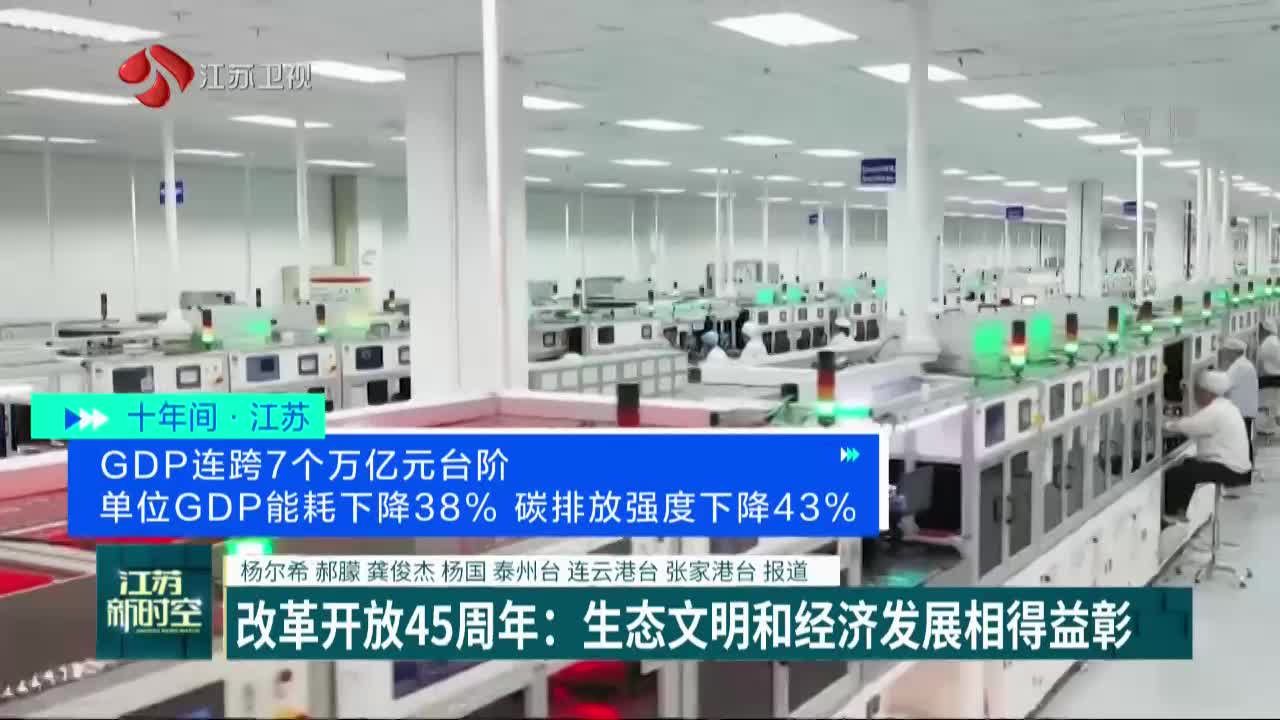 江苏卫视
十年间·江苏
GDP连跨7个万亿元台阶
单位GDP能耗下降38% 碳排放强度下降43%
杨尔希 郝朦 龚俊杰 杨国 泰州台 连云港台 张家港台 报道
江苏
新时空
改革开放45周年：生态文明和经济发展相得益彰